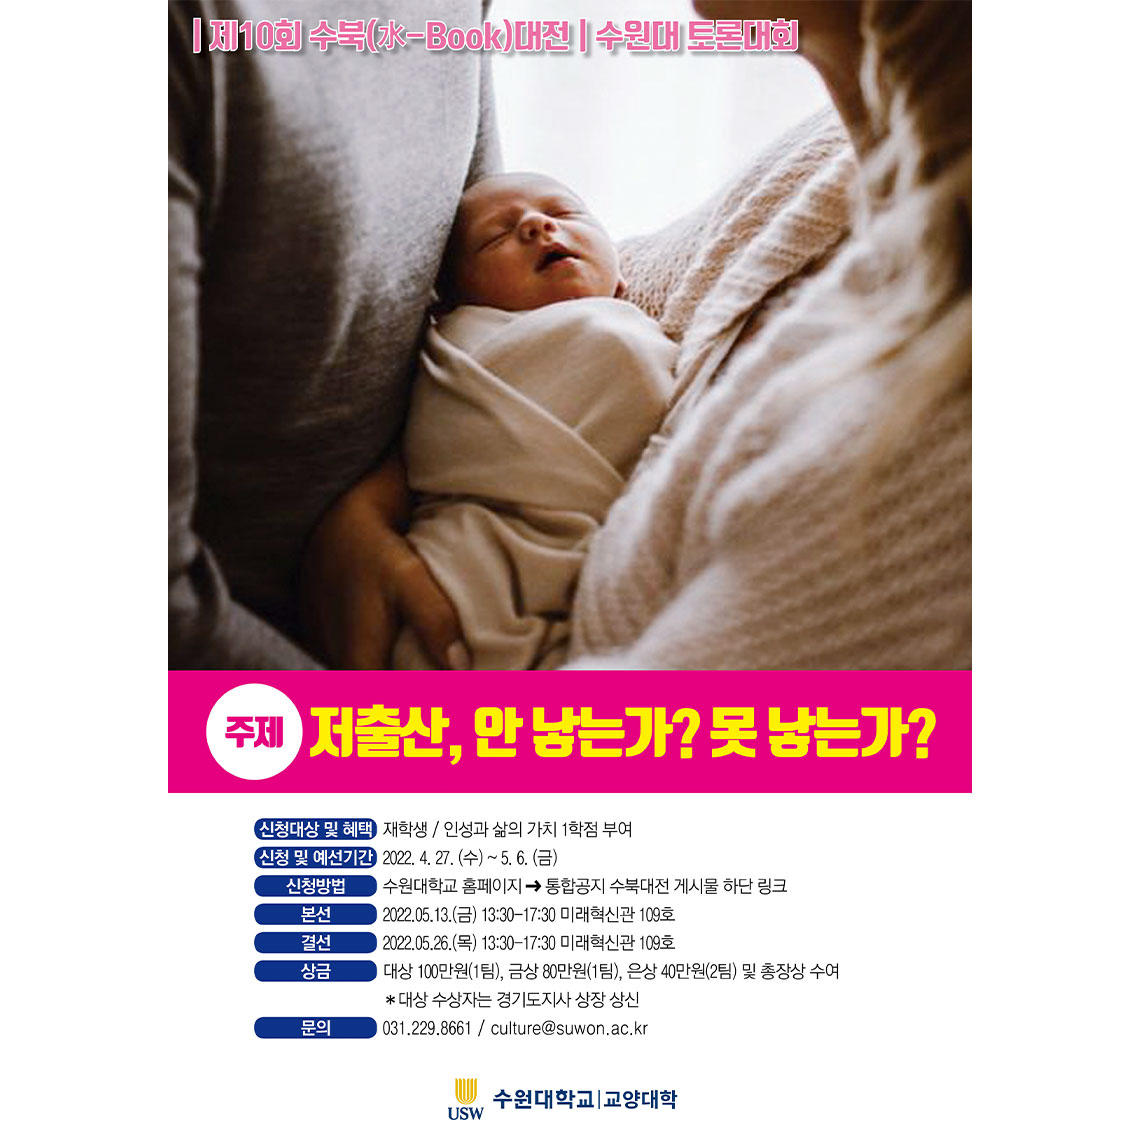 | 제10회 수북(水-Book)대전 | 수원대 토론대회
주제 저출산, 안 낳는가? 못 낳는가?
신청대상 및 혜택 재학생 / 인성과 삶의 가치 1학점 부여
신청 및 예선기간 2022. 4. 27. (수) ~ 5. 6. (금)
신청방법 수원대학교 홈페이지 → 통합공지 수북대전 게시물 하단 링크
본선 2022.05.13.(금) 13:30-17:30 미래혁신관 109호
결선 2022.05.26.(목) 13:30-17:30 미래혁신관 109호
상금 대상 100만원(1팀), 금상 80만원(1팀), 은상 40만원(2팀) 및 총장상 수여
* 대상 수상자는 경기도지사 상장 상신
문의 031.229.8661 / culture@suwon.ac.kr
USW 수원대학교|교양대학